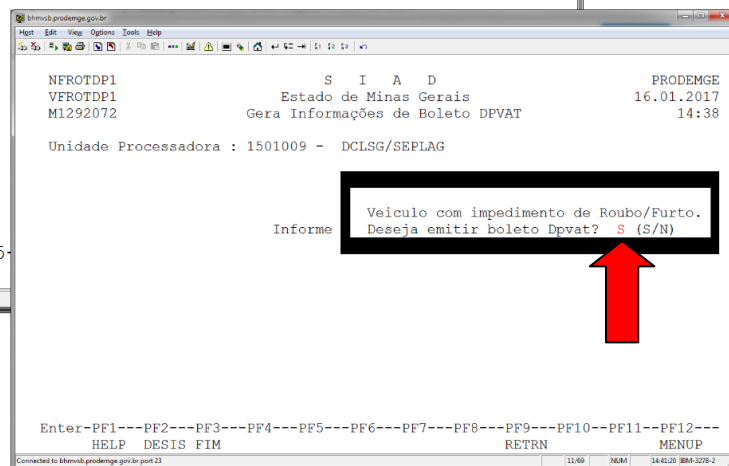 bhmvsb.prodemge.gov.br
Host Edit View Options Tools Help
NFROTDP1 S I A D PRODEMGE
VFROTDP1 Estado de Minas Gerais 16.01.2017
M1292072 Gera Informações de Boleto DPVAT 14:38
Unidade Processadora : 1501009 - DCLSG/SEPLAG
Veiculo com impedimento de Roubo/Furto.
Informe Deseja emitir boleto Dpvat? S (S/N)
Enter-PF1---PF2---PF3---PF4---PF5---PF6---PF7---PF8---PF9---PF10--PF11--PF12---
HELP DESIS FIM RETRN MENUP
Connected to bhmvsb.prodemge.gov.br port 23 11/69 NUM 14:41:20 IBM-3278-2